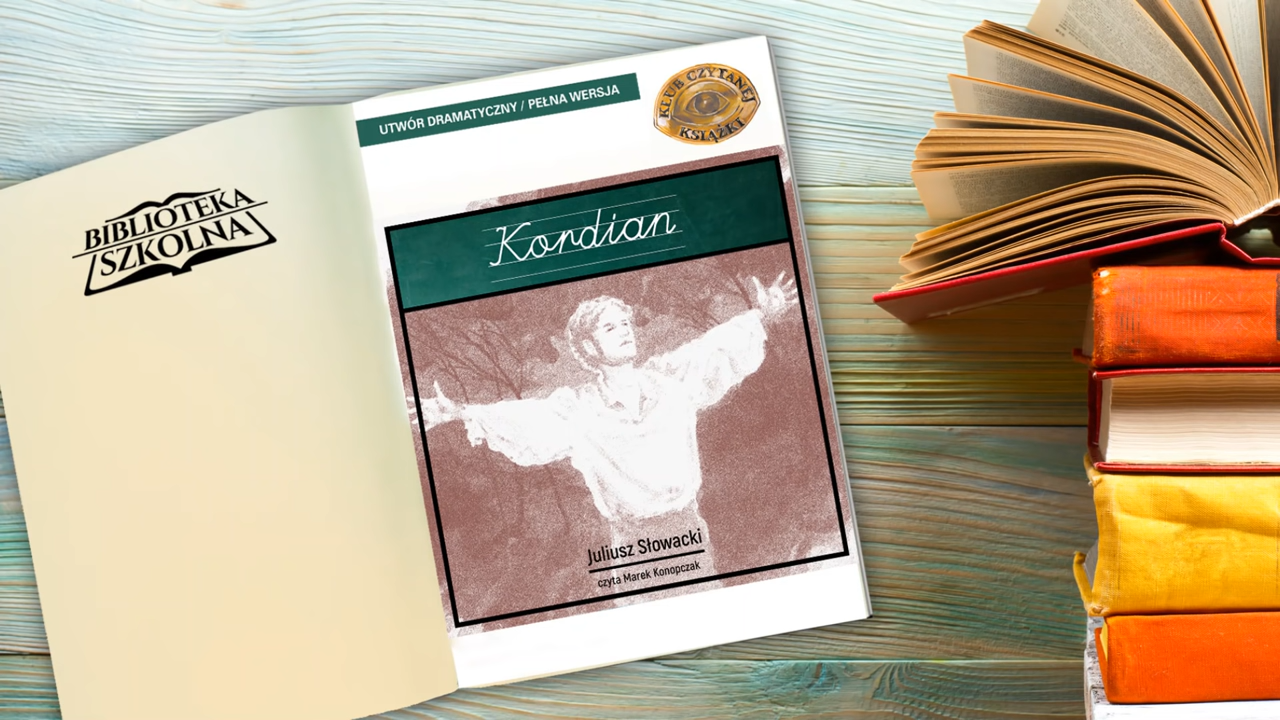 BIBLIOTEKA
SZKOLNA
UTWÓR DRAMATYCZNY / PEŁNA WERSJA
KLUB CZYTANEJ
KSIĄŻKI
Kordian
Juliusz Słowacki
czyta Marek Konopczak